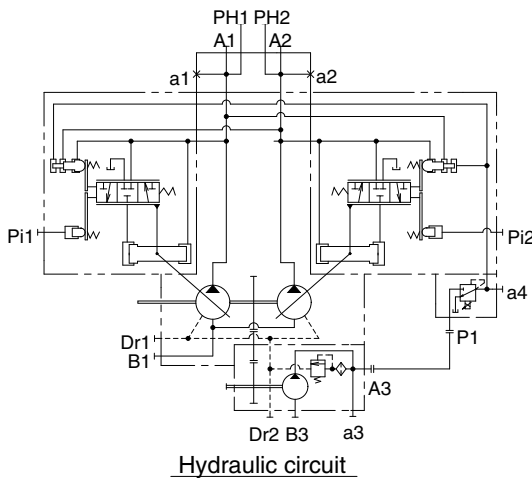 PH1 PH2
A1 A2
a1 a2
Pi1 Pi2
a4
P1
Dr1
B1
A3
Dr2 B3 a3
Hydraulic circuit